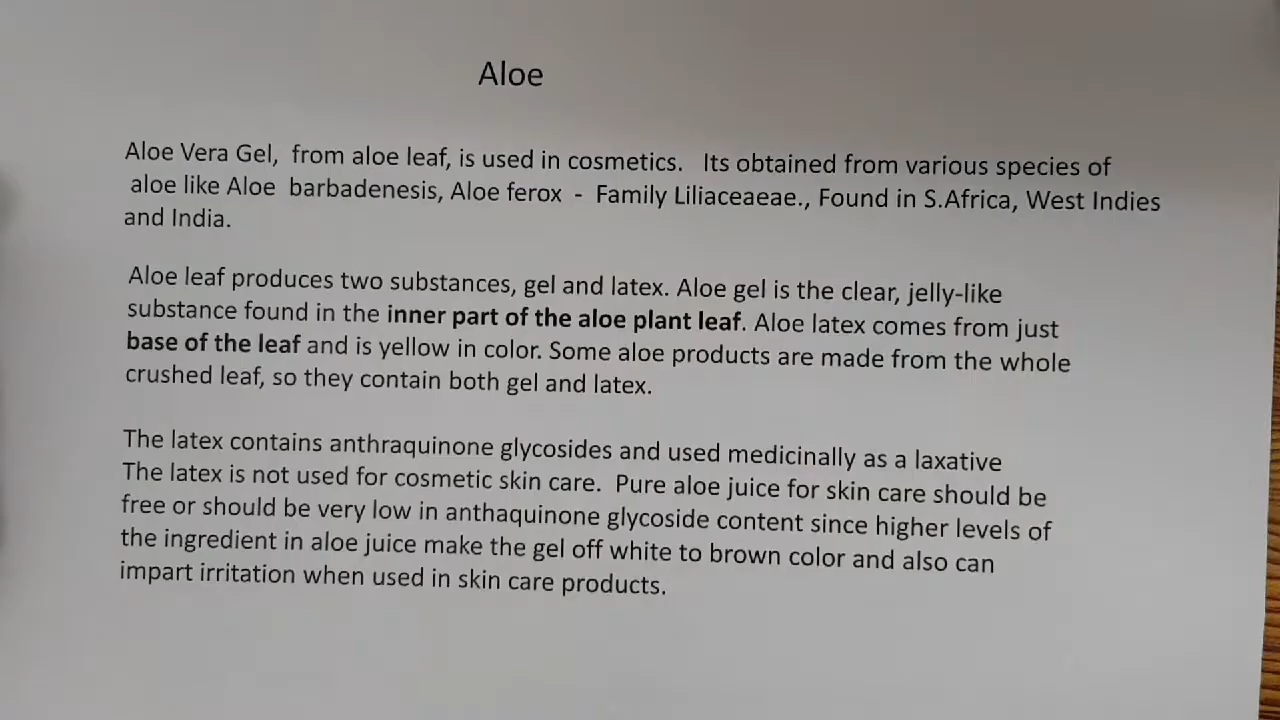 Aloe
Aloe Vera Gel, from aloe leaf, is used in cosmetics. Its obtained from various species of
aloe like Aloe barbadenesis, Aloe ferox - Family Liliaceaeae., Found in S.Africa, West Indies
and India.
Aloe leaf produces two substances, gel and latex. Aloe gel is the clear, jelly-like
substance found in the inner part of the aloe plant leaf. Aloe latex comes from just
base of the leaf and is yellow in color. Some aloe products are made from the whole
crushed leaf, so they contain both gel and latex.
The latex contains anthraquinone glycosides and used medicinally as a laxative
The latex is not used for cosmetic skin care. Pure aloe juice for skin care should be
free or should be very low in anthaquinone glycoside content since higher levels of
the ingredient in aloe juice make the gel off white to brown color and also can
impart irritation when used in skin care products.